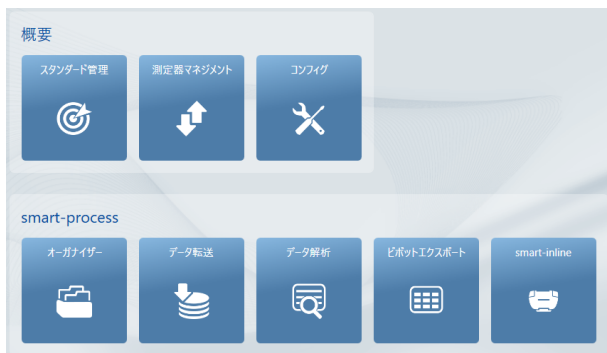 概要
スタンダード管理
測定器マネジメント
コンフィグ
smart-process
オーガナイザー
データ転送
データ解析
ピボットエクスポート
smart-inline